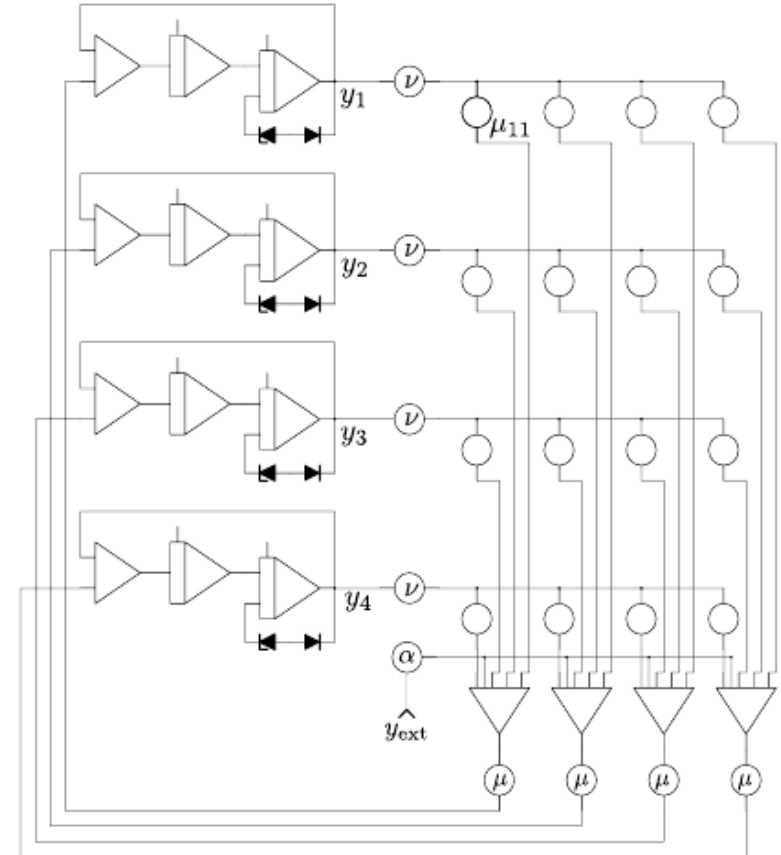 y₁ ν
μ₁₁
y₂ ν
y₃ ν
y₄ ν
α
y_ext
μ μ μ μ